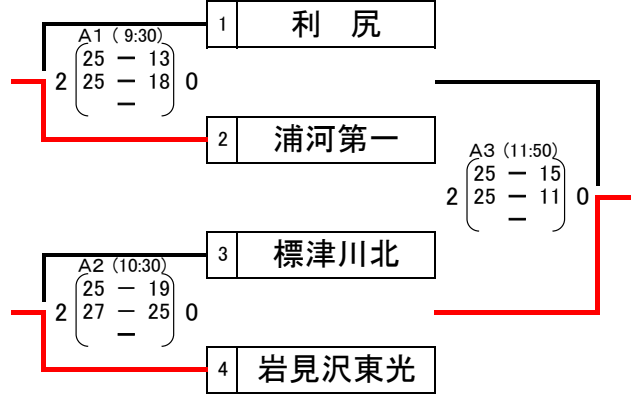 1 利　尻
A1 (9:30)
25 ー 13
2 25 ー 18 0
ー
2 浦河第一
A3 (11:50)
25 ー 15
2 25 ー 11 0
ー
3 標津川北
A2 (10:30)
25 ー 19
2 27 ー 25 0
ー
4 岩見沢東光